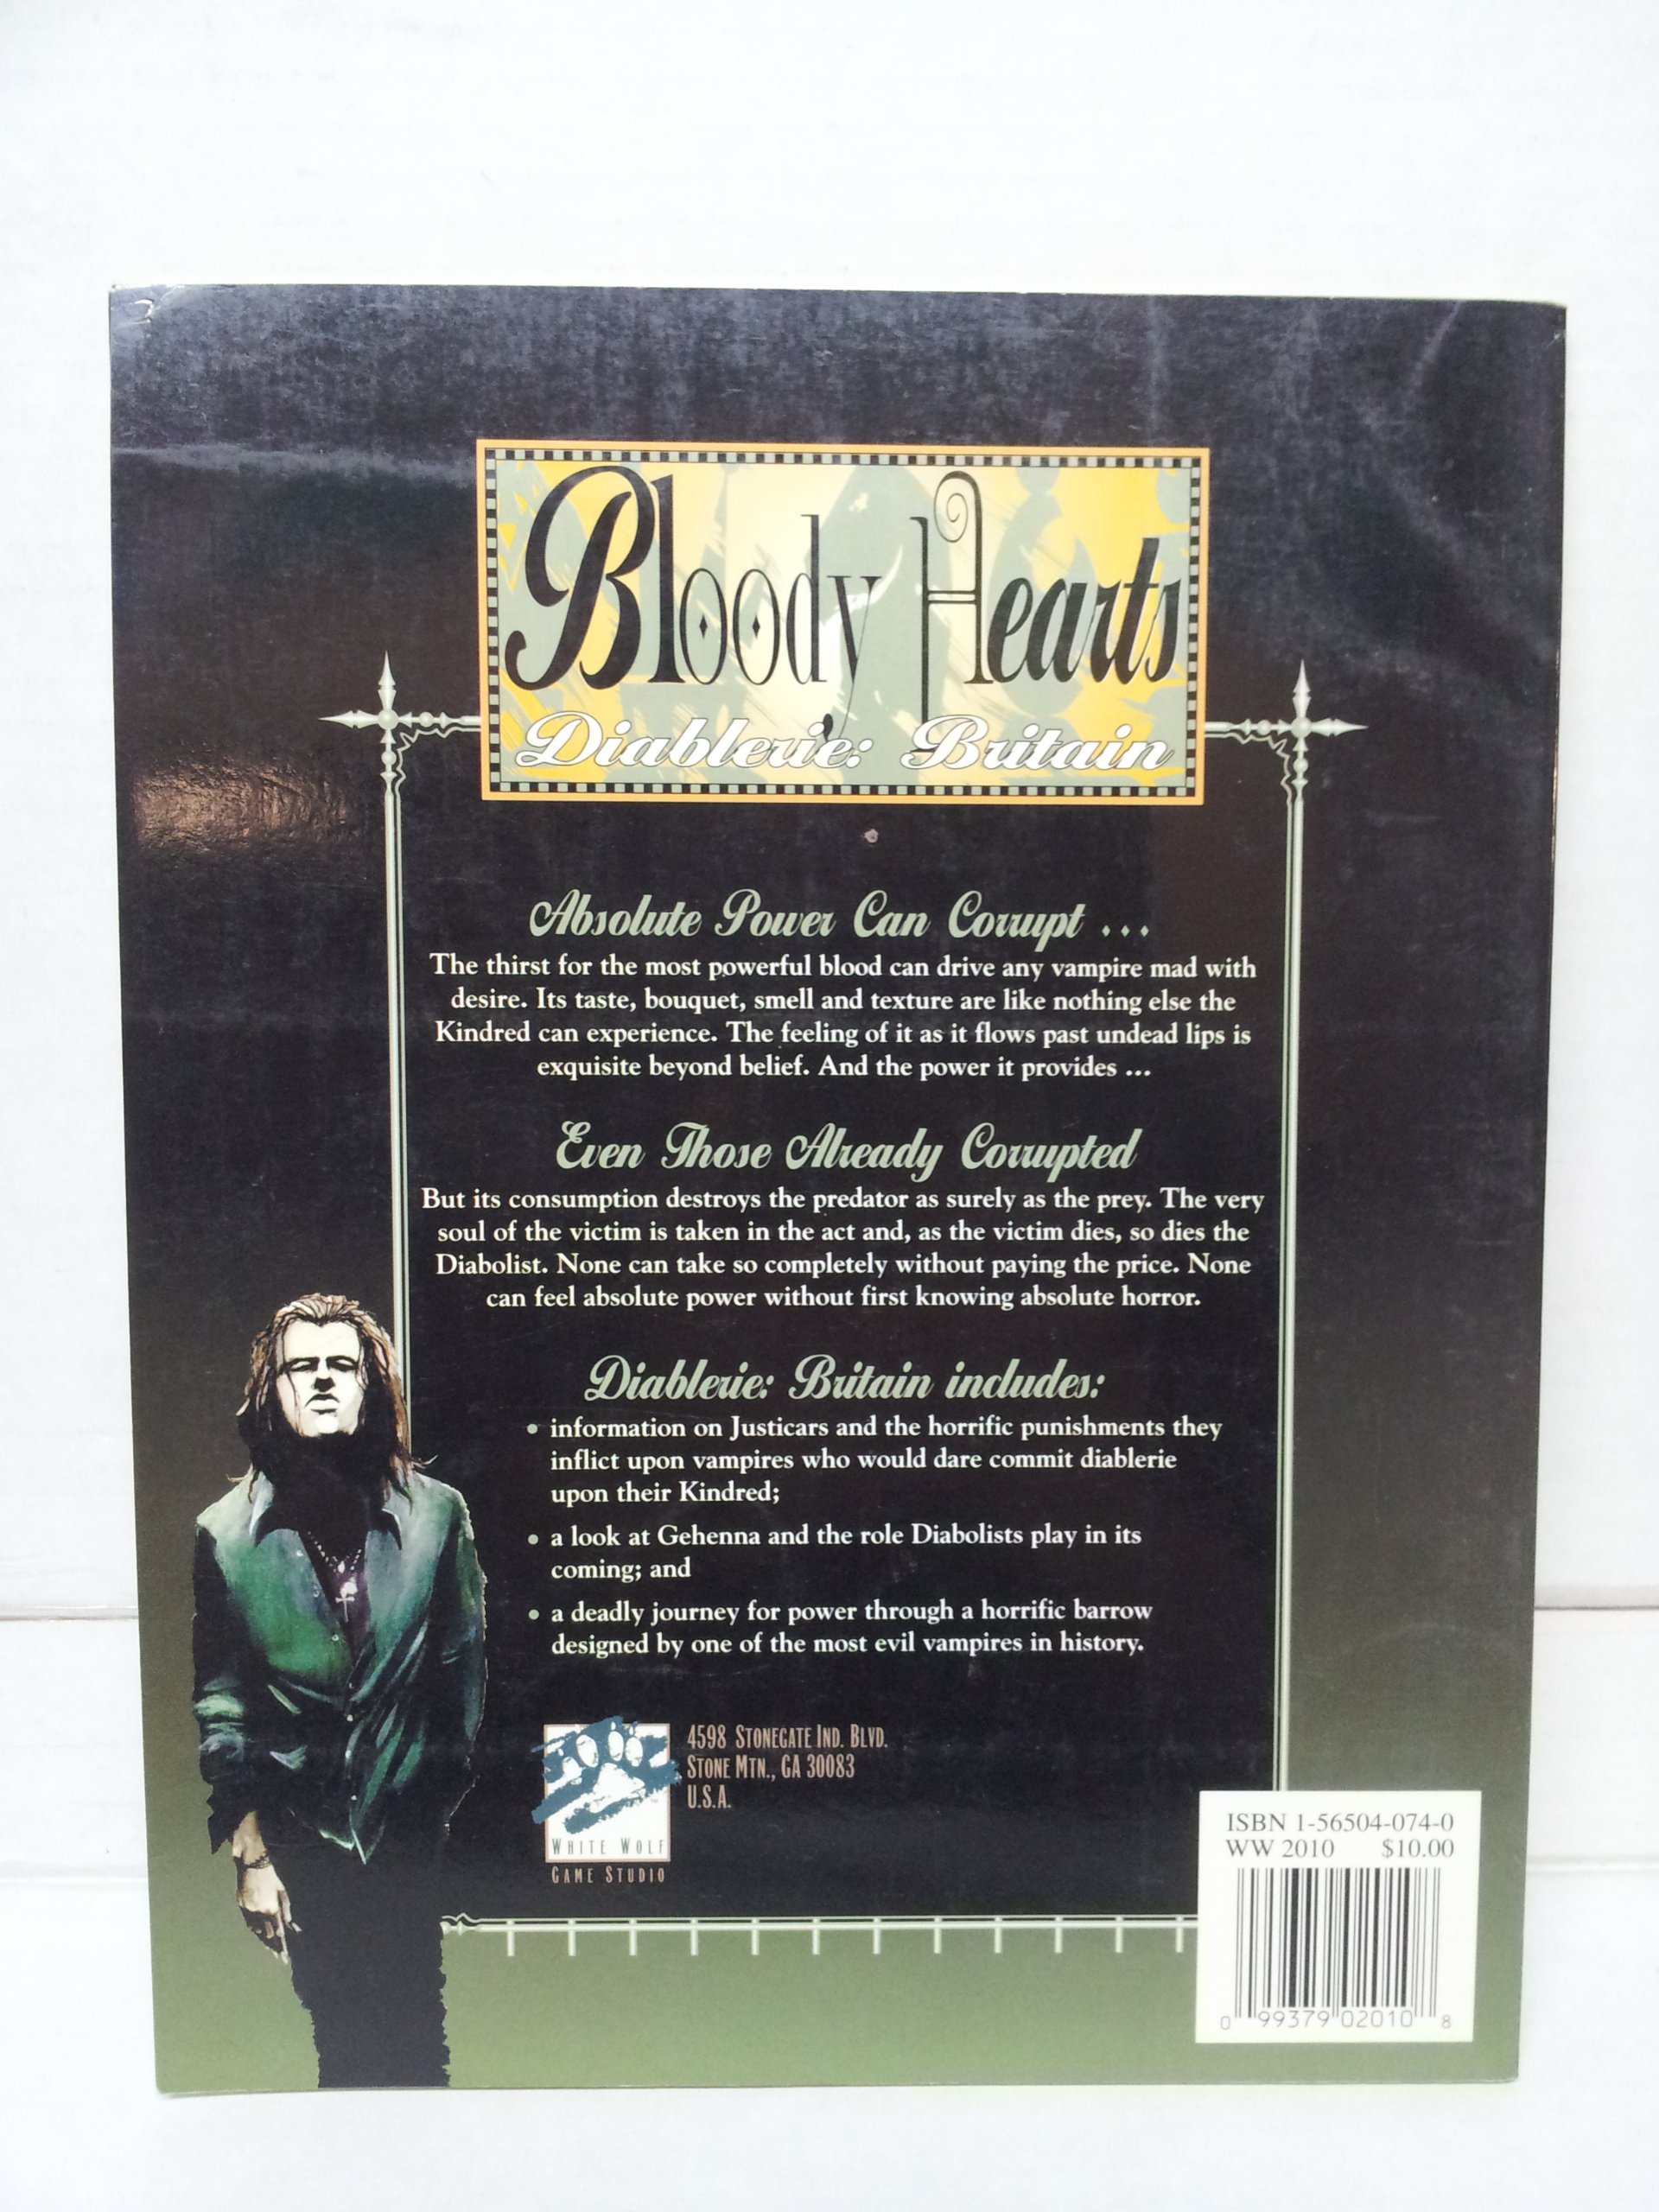 Bloody Hearts
Diablerie: Britain
Absolute Power Can Corrupt ...
The thirst for the most powerful blood can drive any vampire mad with
desire. Its taste, bouquet, smell and texture are like nothing else the
Kindred can experience. The feeling of it as it flows past undead lips is
exquisite beyond belief. And the power it provides ...
Even Those Already Corrupted
But its consumption destroys the predator as surely as the prey. The very
soul of the victim is taken in the act and, as the victim dies, so dies the
Diabolist. None can take so completely without paying the price. None
can feel absolute power without first knowing absolute horror.
Diablerie: Britain includes:
• information on Justicars and the horrific punishments they
inflict upon vampires who would dare commit diablerie
upon their Kindred;
• a look at Gehenna and the role Diabolists play in its
coming; and
• a deadly journey for power through a horrific barrow
designed by one of the most evil vampires in history.
4598 STONEGATE IND. BLVD.
STONE MTN., GA 30083
U.S.A.
WHITE WOLF
GAME STUDIO
ISBN 1-56504-074-0
WW 2010 $10.00
0 99379 02010 8